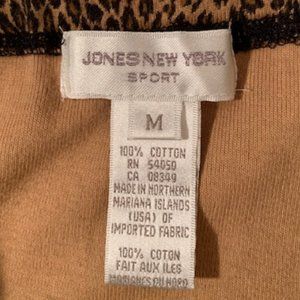 JONES NEW YORK
SPORT
M
100% COTTON
RN 54050
CA 08349
MADE IN NORTHERN
MARIANA ISLANDS
(USA) OF
IMPORTED FABRIC
100% COTON
FAIT AUX ILES